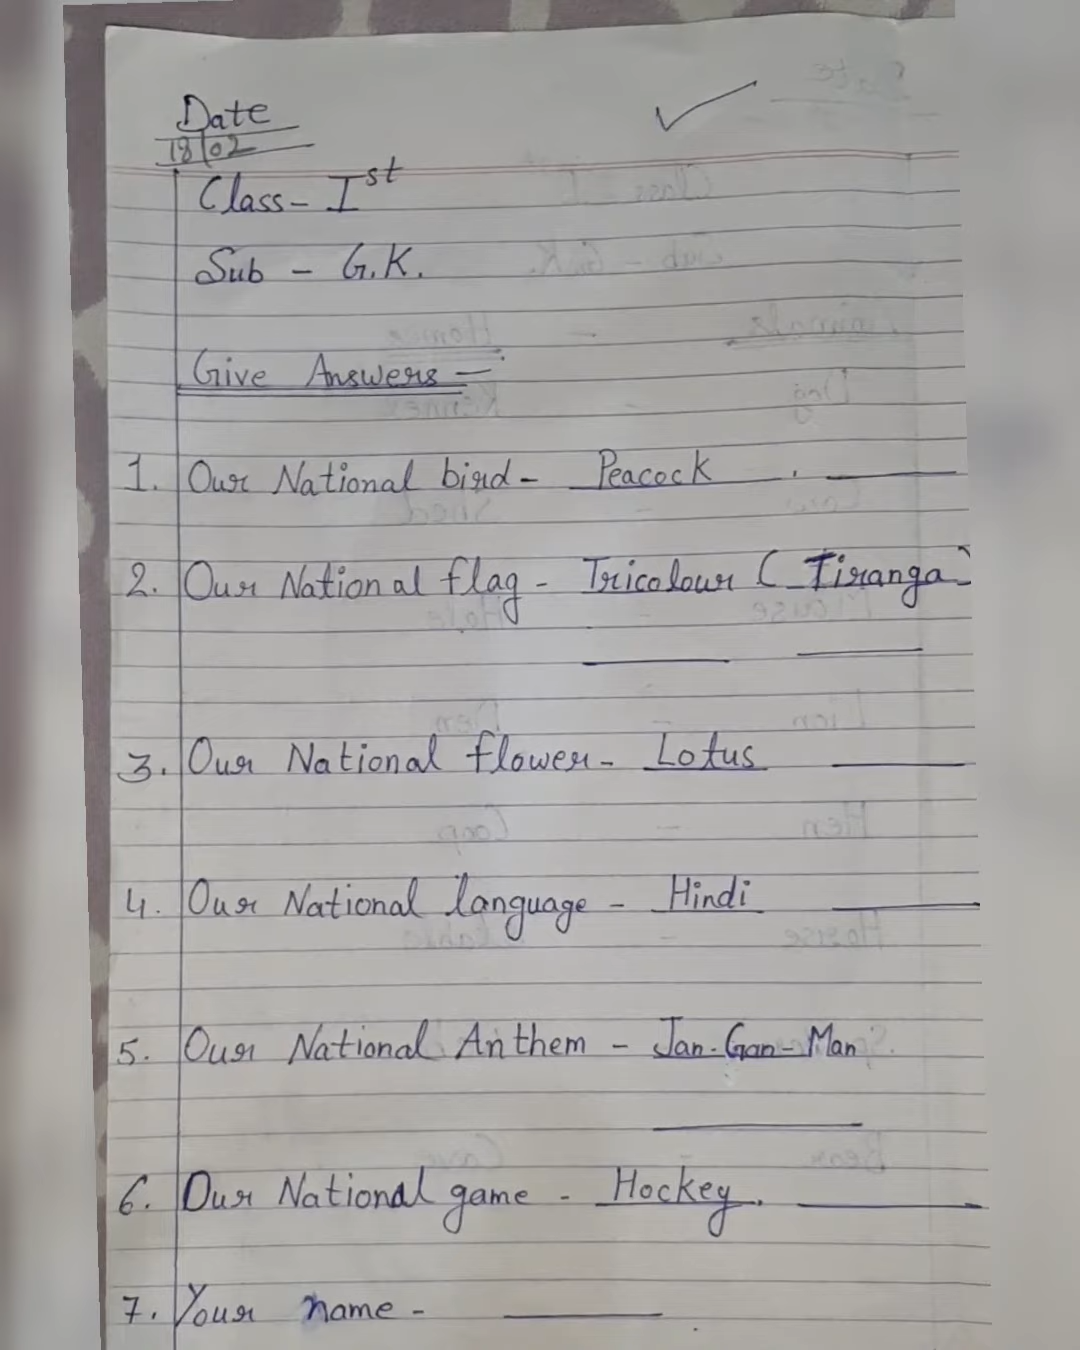 Date
18/02
Class - Ist
Sub - G.K.
Give Answers -
1. Our National bird - Peacock .
2. Our National flag - Tricolour ( Tiranga )
3. Our National flower - Lotus
4. Our National language - Hindi
5. Our National Anthem - Jan-Gan-Man
6. Our National game - Hockey.
7. Your name -